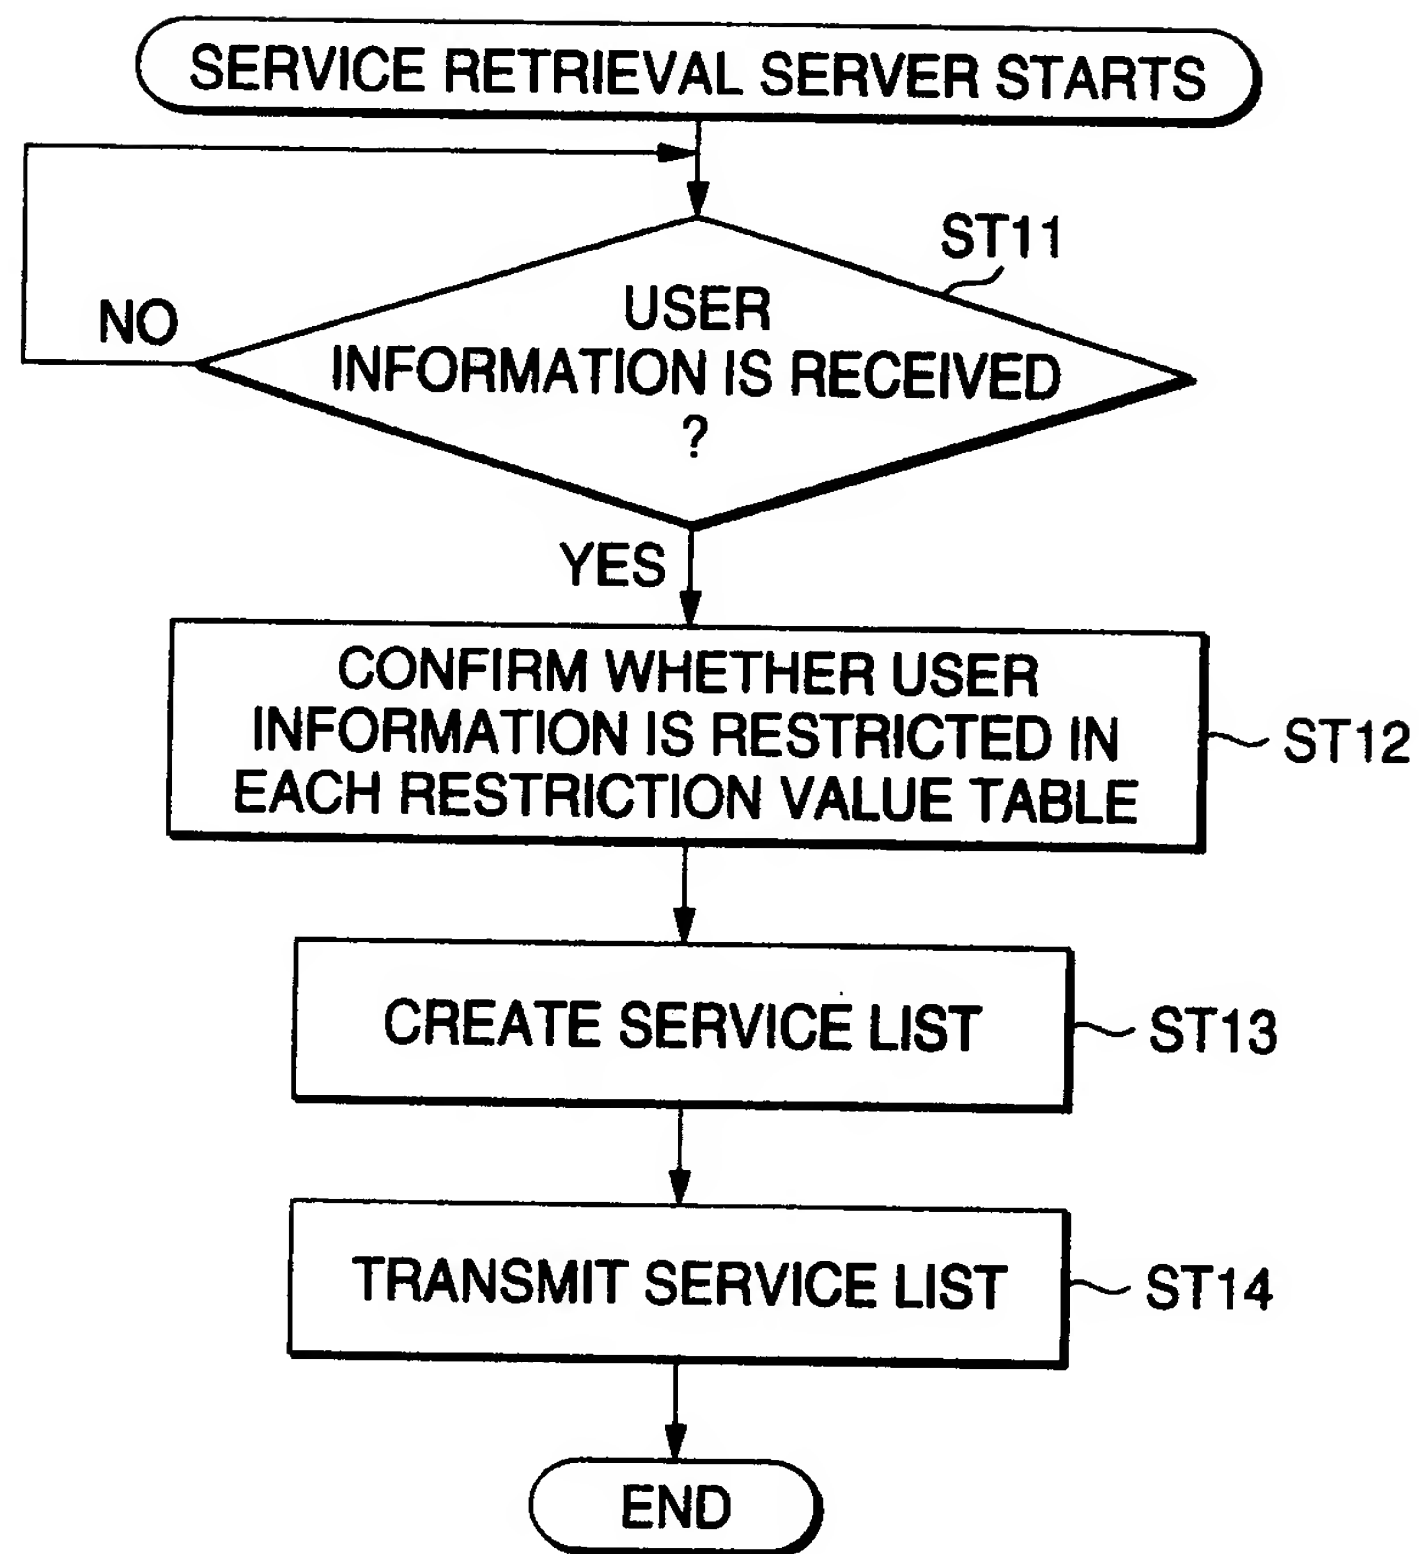 SERVICE RETRIEVAL SERVER STARTS
ST11
NO
USER
INFORMATION IS RECEIVED
?
YES
CONFIRM WHETHER USER
INFORMATION IS RESTRICTED IN
EACH RESTRICTION VALUE TABLE
ST12
CREATE SERVICE LIST
ST13
TRANSMIT SERVICE LIST
ST14
END